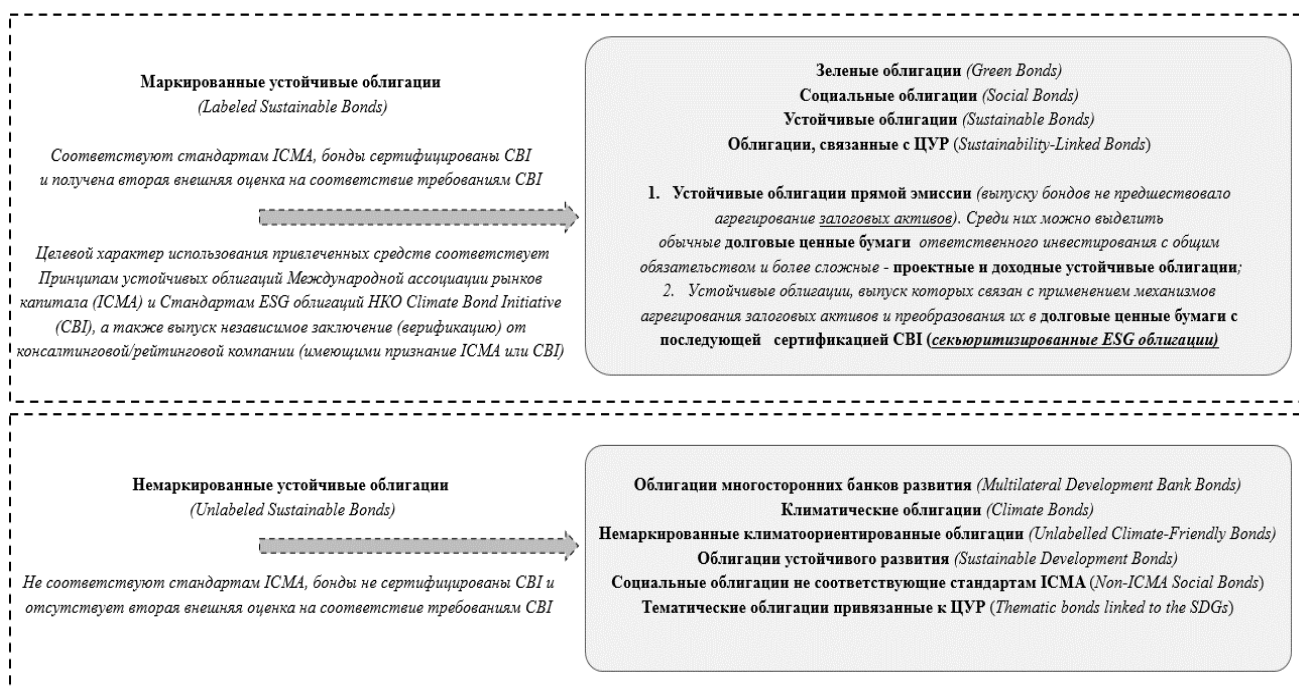 Маркированные устойчивые облигации
(Labeled Sustainable Bonds)
Соответствуют стандартам ICMA, бонды сертифицированы CBI
и получена вторая внешняя оценка на соответствие требованиям CBI
Целевой характер использования привлеченных средств соответствует
Принципам устойчивых облигаций Международной ассоциации рынков
капитала (ICMA) и Стандартам ESG облигаций НКО Climate Bond Initiative
(CBI), а также выпуск независимое заключение (верификацию) от
консалтинговой/рейтинговой компании (имеющими признание ICMA или CBI)
Зеленые облигации (Green Bonds)
Социальные облигации (Social Bonds)
Устойчивые облигации (Sustainable Bonds)
Облигации, связанные с ЦУР (Sustainability-Linked Bonds)
1. Устойчивые облигации прямой эмиссии (выпуску бондов не предшествовало
агрегирование залоговых активов). Среди них можно выделить
обычные долговые ценные бумаги ответственного инвестирования с общим
обязательством и более сложные - проектные и доходные устойчивые облигации;
2. Устойчивые облигации, выпуск которых связан с применением механизмов
агрегирования залоговых активов и преобразования их в долговые ценные бумаги с
последующей сертификацией CBI (секьюритизированные ESG облигации)
Немаркированные устойчивые облигации
(Unlabeled Sustainable Bonds)
Не соответствуют стандартам ICMA, бонды не сертифицированы CBI и
отсутствует вторая внешняя оценка на соответствие требованиям CBI
Облигации многосторонних банков развития (Multilateral Development Bank Bonds)
Климатические облигации (Climate Bonds)
Немаркированные климатоориентированные облигации (Unlabelled Climate-Friendly Bonds)
Облигации устойчивого развития (Sustainable Development Bonds)
Социальные облигации не соответствующие стандартам ICMA (Non-ICMA Social Bonds)
Тематические облигации привязанные к ЦУР (Thematic bonds linked to the SDGs)